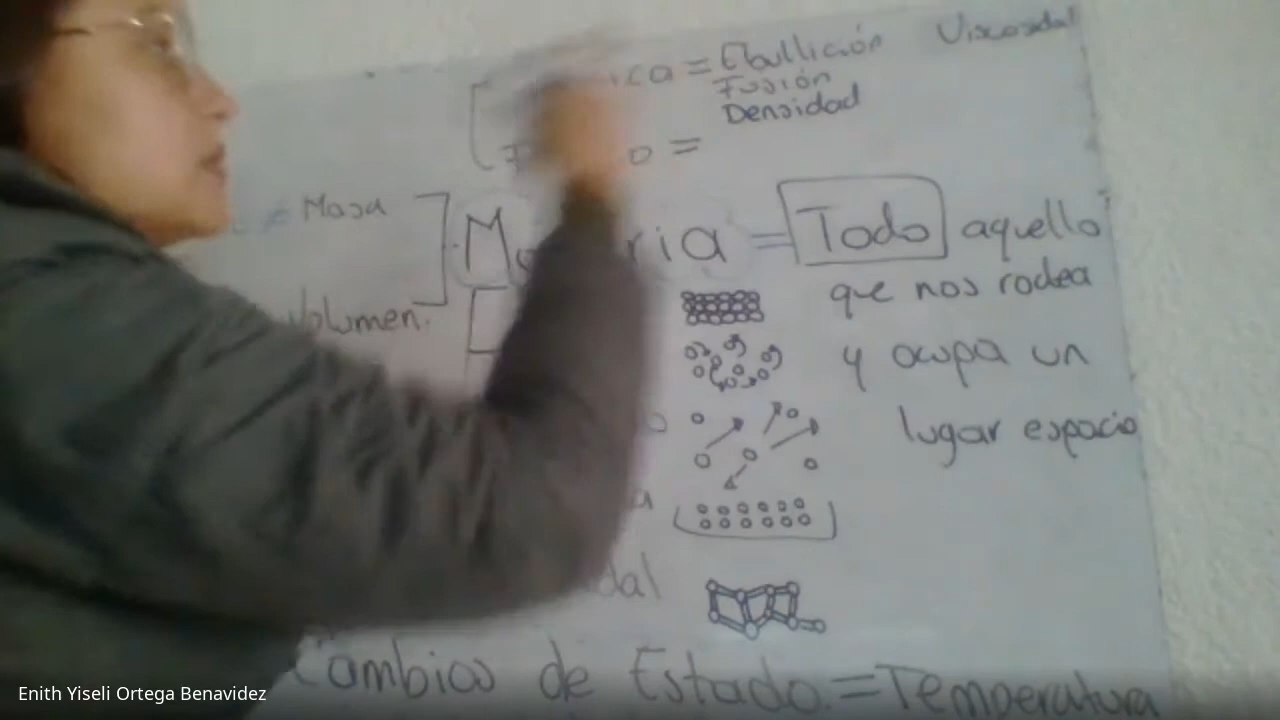 = Ebullición Viscosidad
Fusión
Densidad
=
Masa
= Todo aquello
que nos rodea
Volumen.
y ocupa un
lugar espacio
Cambios de Estado = Temperatura
Enith Yiseli Ortega Benavidez